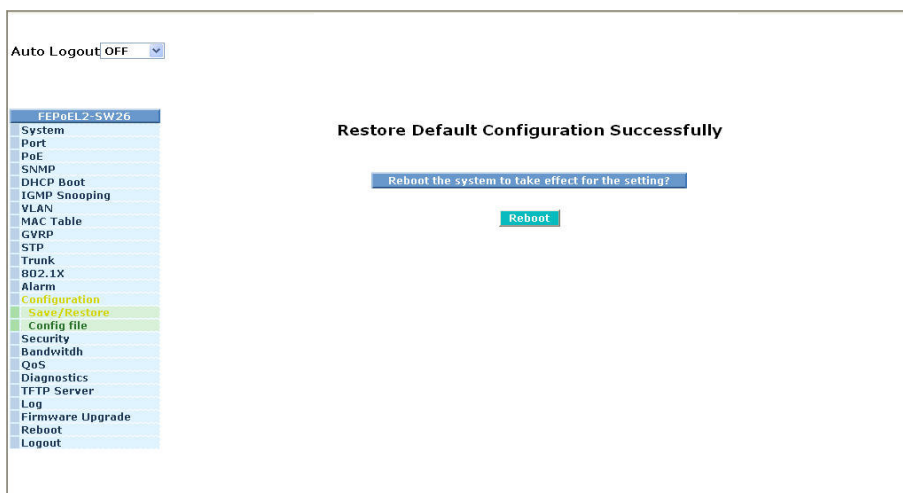 Auto Logout OFF
FEPoEL2-SW26
System
Port
PoE
SNMP
DHCP Boot
IGMP Snooping
VLAN
MAC Table
GVRP
STP
Trunk
802.1X
Alarm
Configuration
Save/Restore
Config file
Security
Bandwitdh
QoS
Diagnostics
TFTP Server
Log
Firmware Upgrade
Reboot
Logout
Restore Default Configuration Successfully
Reboot the system to take effect for the setting?
Reboot